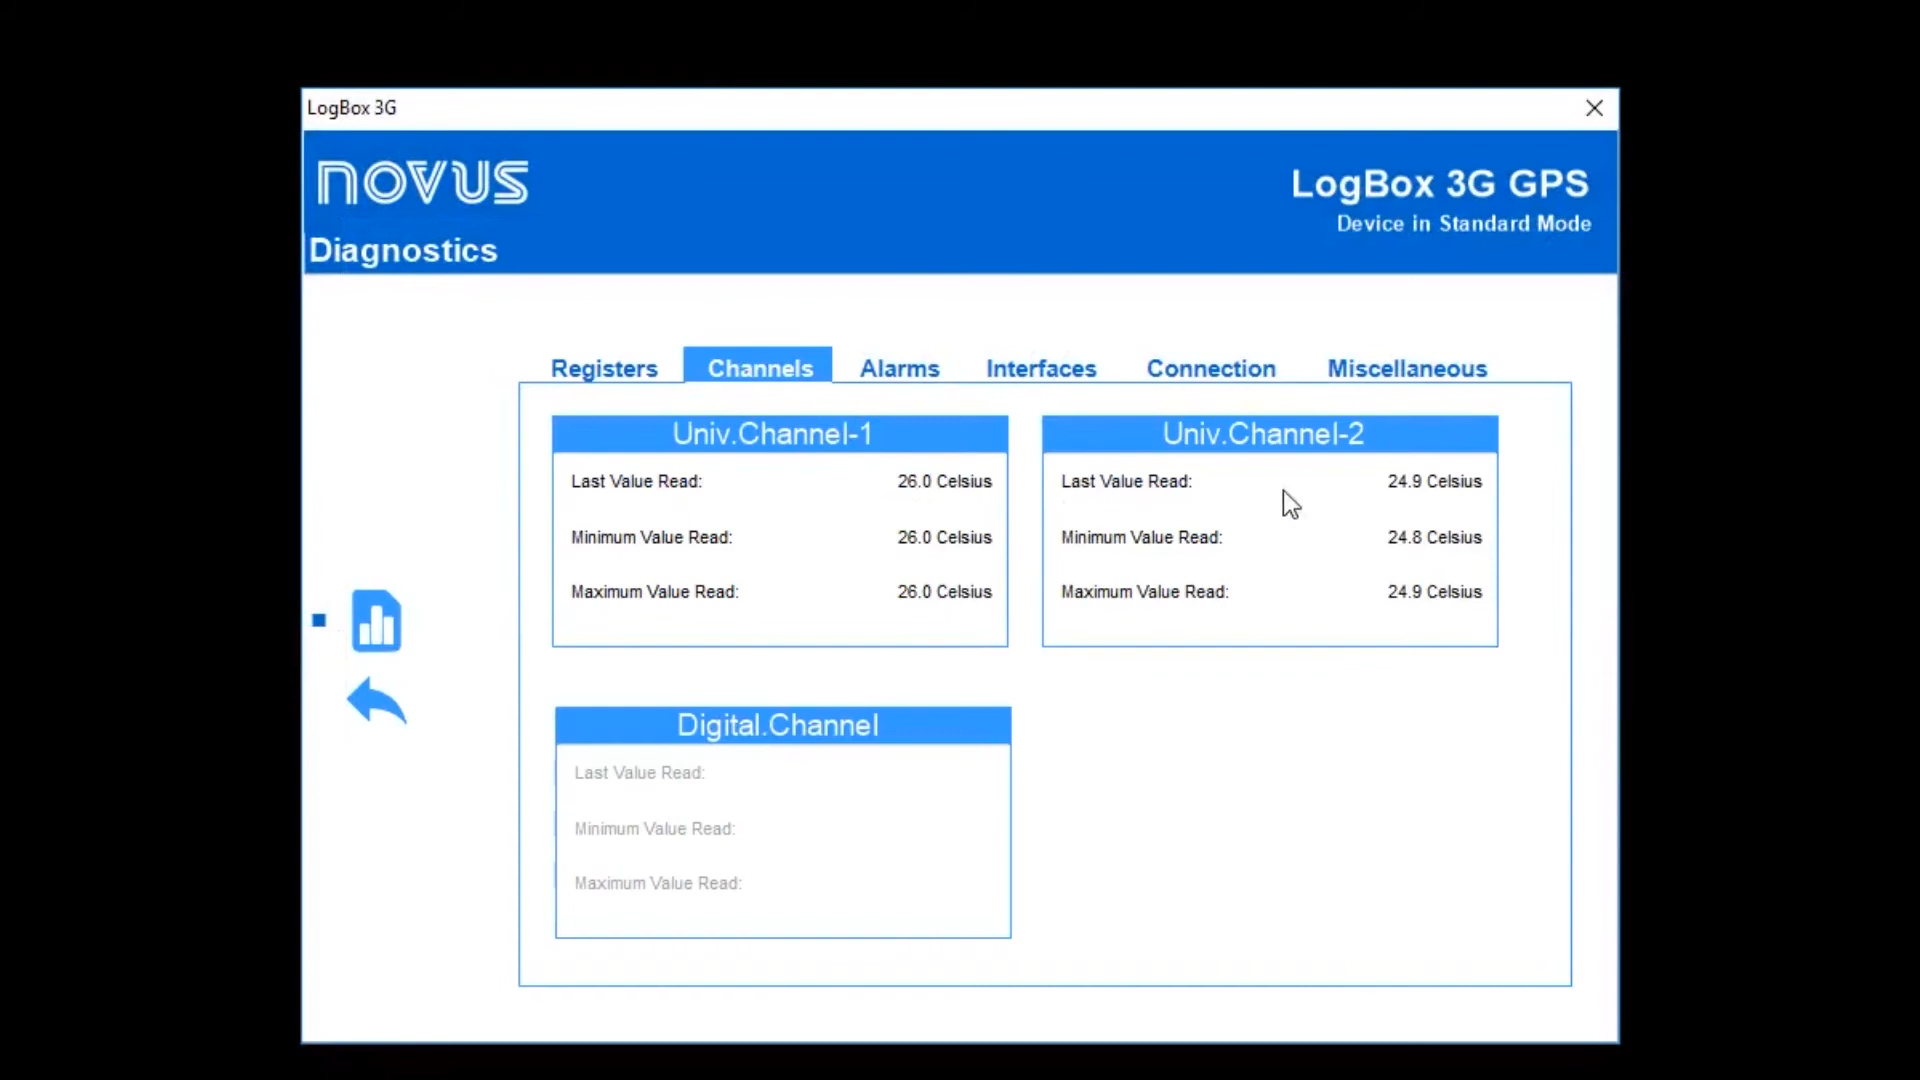 LogBox 3G
NOVUS
LogBox 3G GPS
Device in Standard Mode
Diagnostics
Registers Channels Alarms Interfaces Connection Miscellaneous
Univ.Channel-1
Last Value Read: 26.0 Celsius
Minimum Value Read: 26.0 Celsius
Maximum Value Read: 26.0 Celsius
Univ.Channel-2
Last Value Read: 24.9 Celsius
Minimum Value Read: 24.8 Celsius
Maximum Value Read: 24.9 Celsius
Digital.Channel
Last Value Read:
Minimum Value Read:
Maximum Value Read: